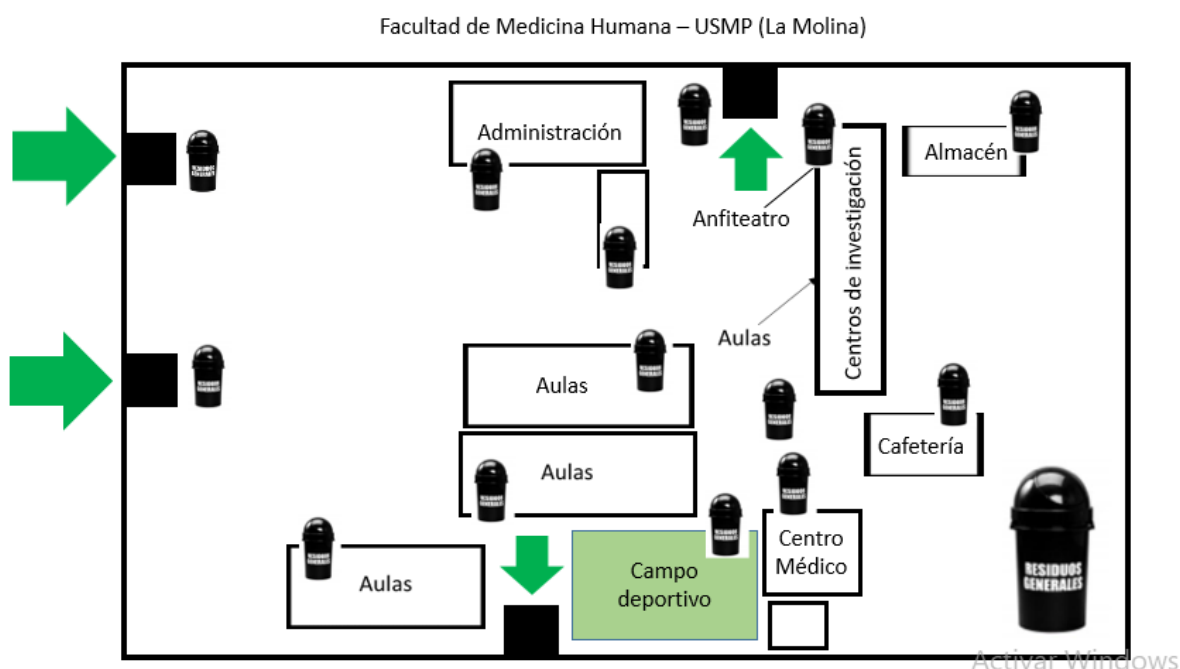 Facultad de Medicina Humana – USMP (La Molina)
Administración
Almacén
Anfiteatro
Centros de investigación
Aulas
Aulas
Cafetería
Aulas
Centro
Médico
Campo
deportivo
Aulas
RESIDUOS
GENERALES
Activar Windows